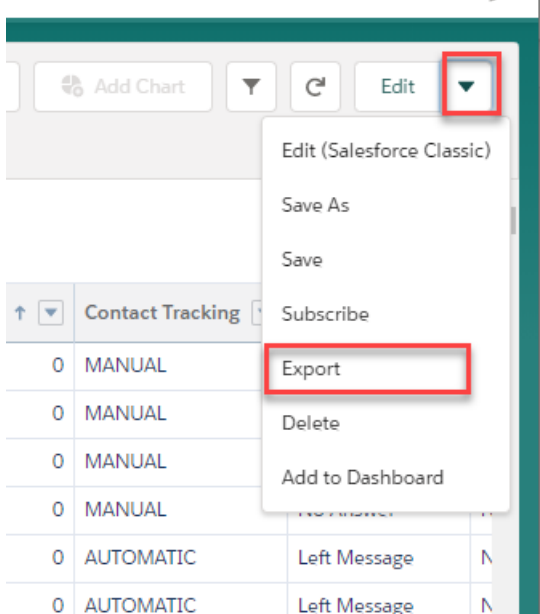 Add Chart
Edit
Edit (Salesforce Classic)
Save As
Save
Subscribe
Export
Delete
Add to Dashboard
Contact Tracking
0 MANUAL
0 MANUAL
0 MANUAL
0 MANUAL
0 AUTOMATIC Left Message N
0 AUTOMATIC Left Message N